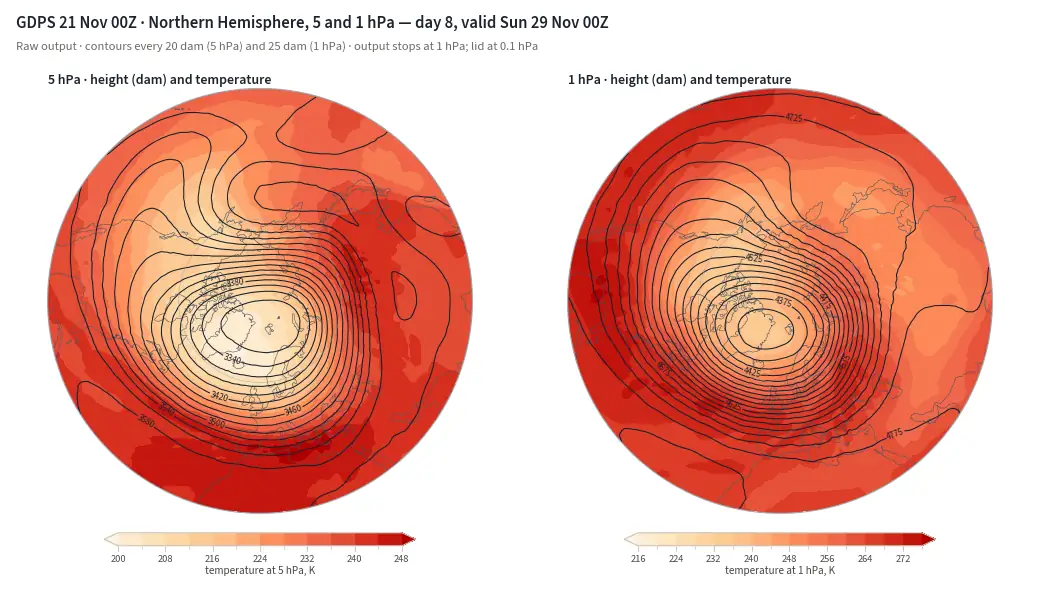 GDPS 21 Nov 00Z · Northern Hemisphere, 5 and 1 hPa — day 8, valid Sun 29 Nov 00Z
Raw output · contours every 20 dam (5 hPa) and 25 dam (1 hPa) · output stops at 1 hPa; lid at 0.1 hPa
5 hPa · height (dam) and temperature
1 hPa · height (dam) and temperature
4725
4525
3380
4375
4475
3340
4425
3420
3460
3500
3580
4775
200 208 216 224 232 240 248
temperature at 5 hPa, K
216 224 232 240 248 256 264 272
temperature at 1 hPa, K